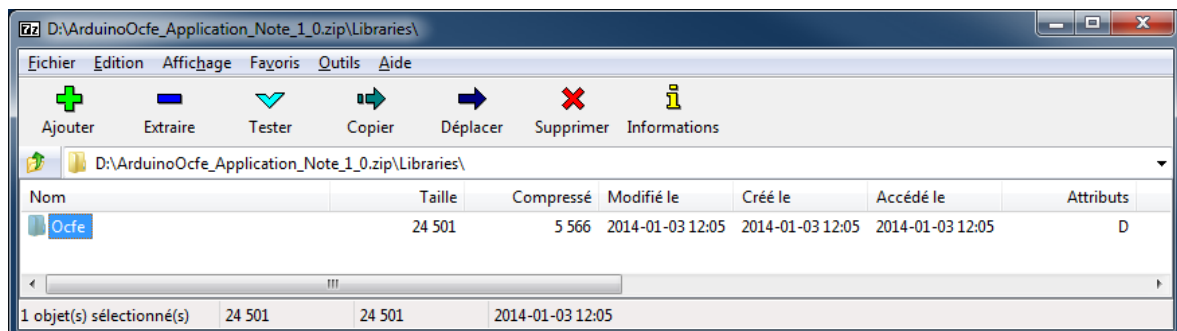 7z D:\ArduinoOcfe_Application_Note_1_0.zip\Libraries\
Fichier Edition Affichage Favoris Outils Aide
Ajouter Extraire Tester Copier Déplacer Supprimer Informations
D:\ArduinoOcfe_Application_Note_1_0.zip\Libraries\
Nom Taille Compressé Modifié le Créé le Accédé le Attributs
Ocfe 24 501 5 566 2014-01-03 12:05 2014-01-03 12:05 2014-01-03 12:05 D
1 objet(s) sélectionné(s) 24 501 24 501 2014-01-03 12:05